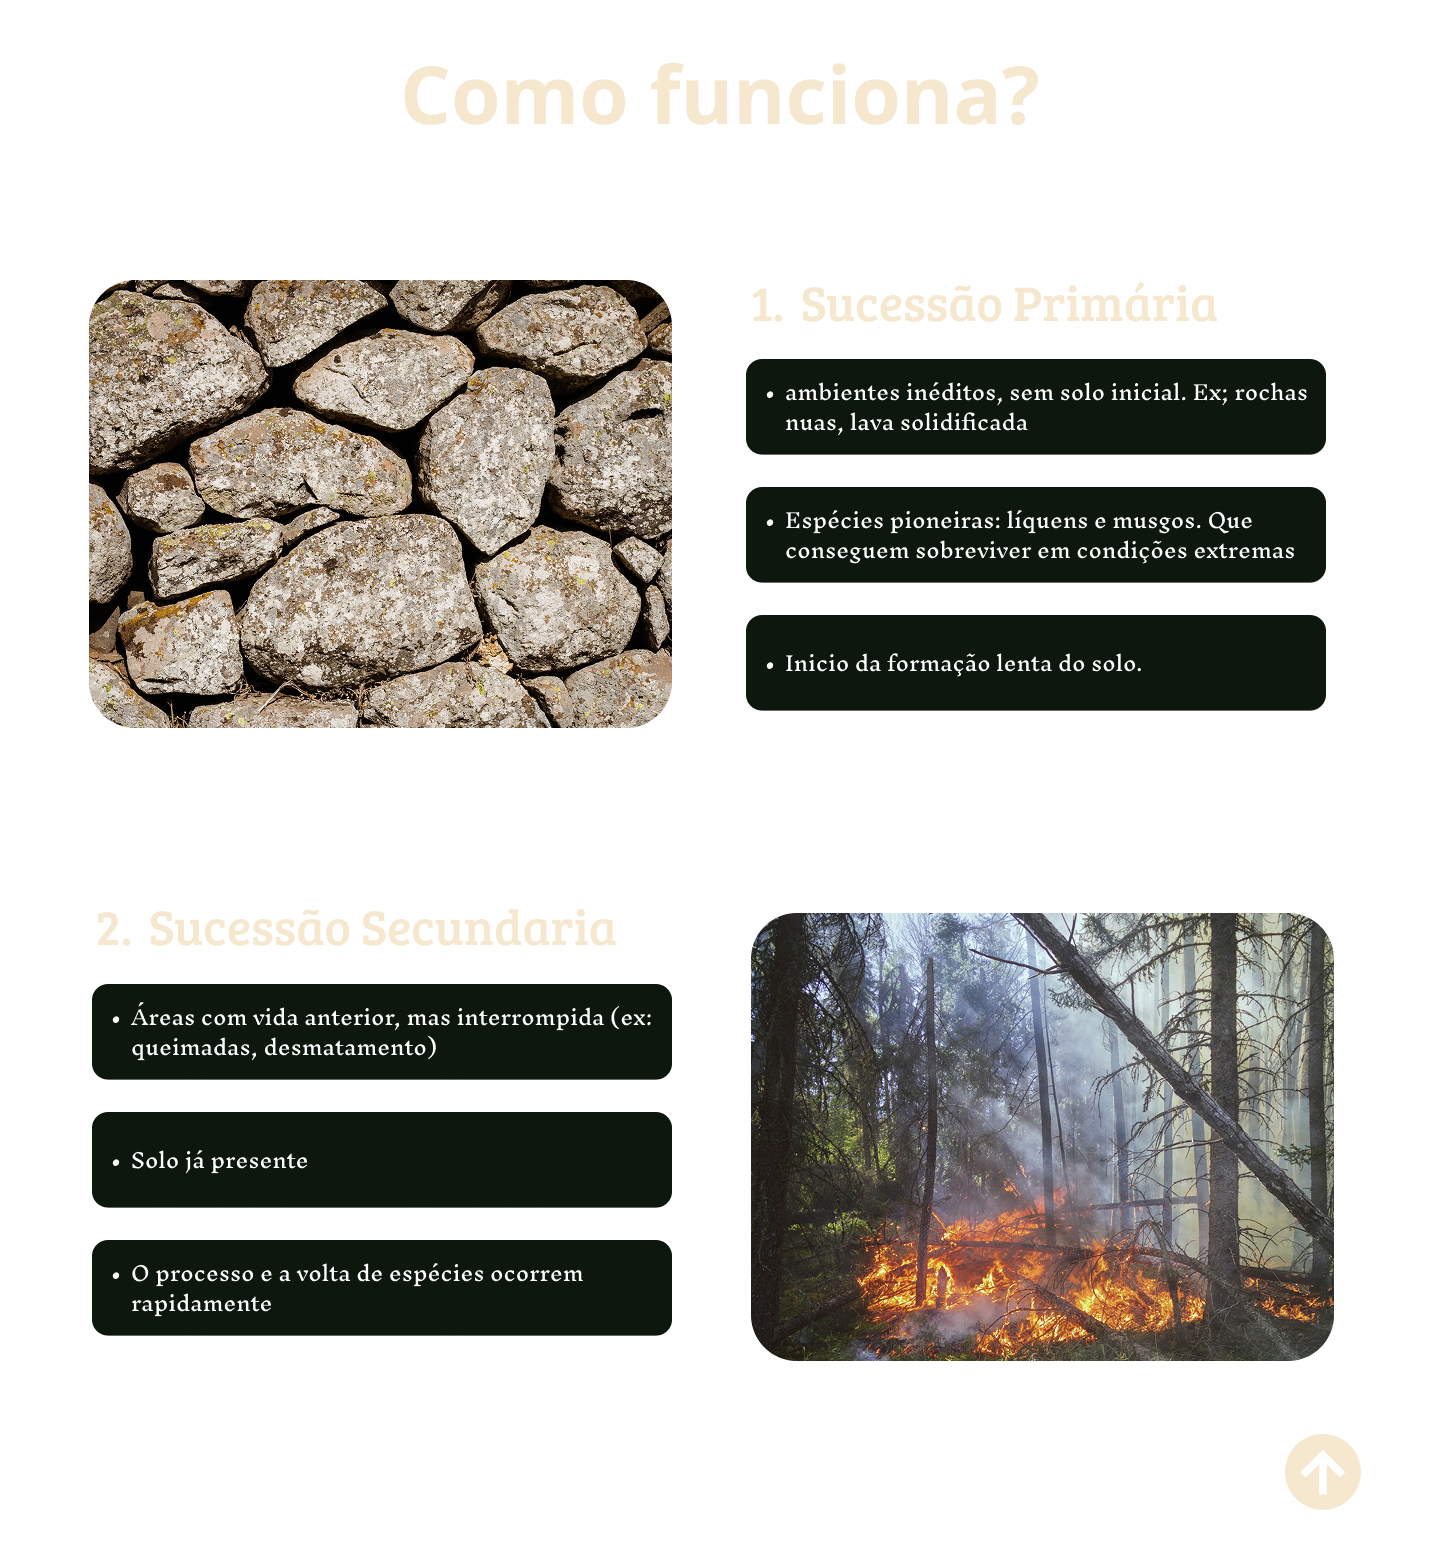 Como funciona?
1. Sucessão Primária
• ambientes inéditos, sem solo inicial. Ex; rochas
nuas, lava solidificada
• Espécies pioneiras: líquens e musgos. Que
conseguem sobreviver em condições extremas
• Inicio da formação lenta do solo.
2. Sucessão Secundaria
• Áreas com vida anterior, mas interrompida (ex:
queimadas, desmatamento)
• Solo já presente
• O processo e a volta de espécies ocorrem
rapidamente